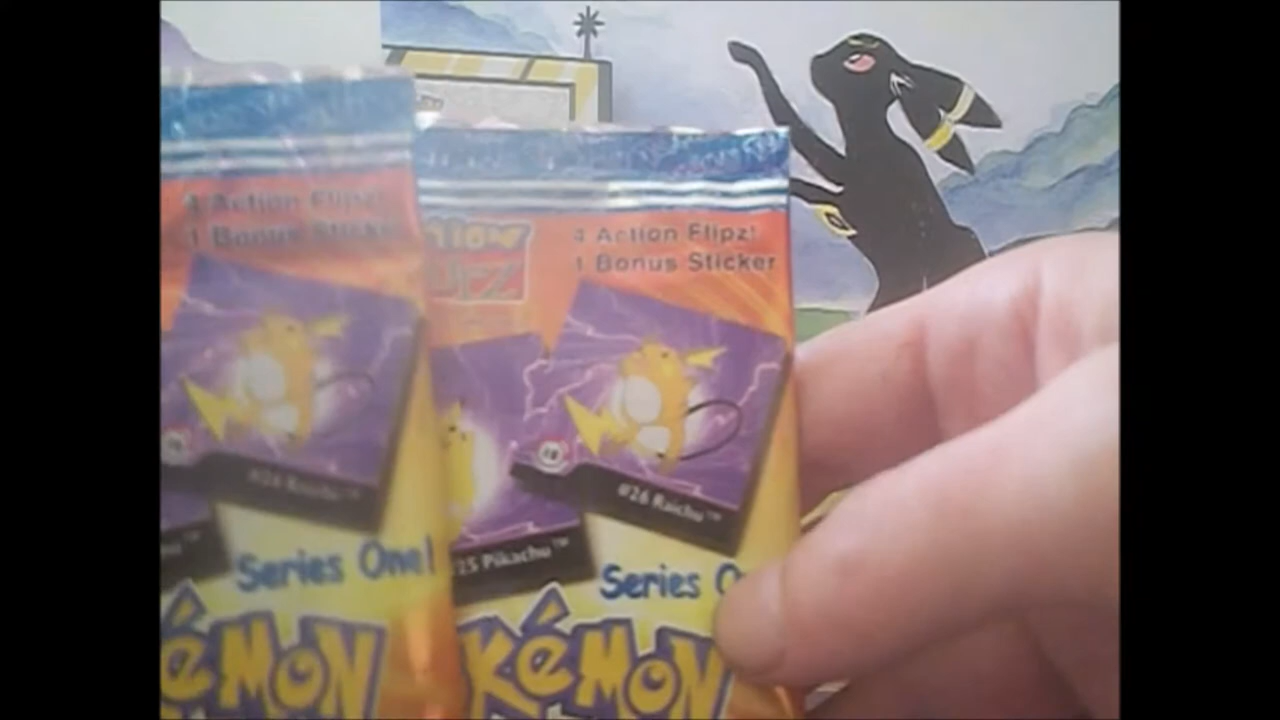 4 Action Flipz!
1 Bonus Sticker
#26 Raichu™
Series One!
émon
4 Action Flipz!
1 Bonus Sticker
#26 Raichu™
25 Pikachu™
Series O
Pokémon